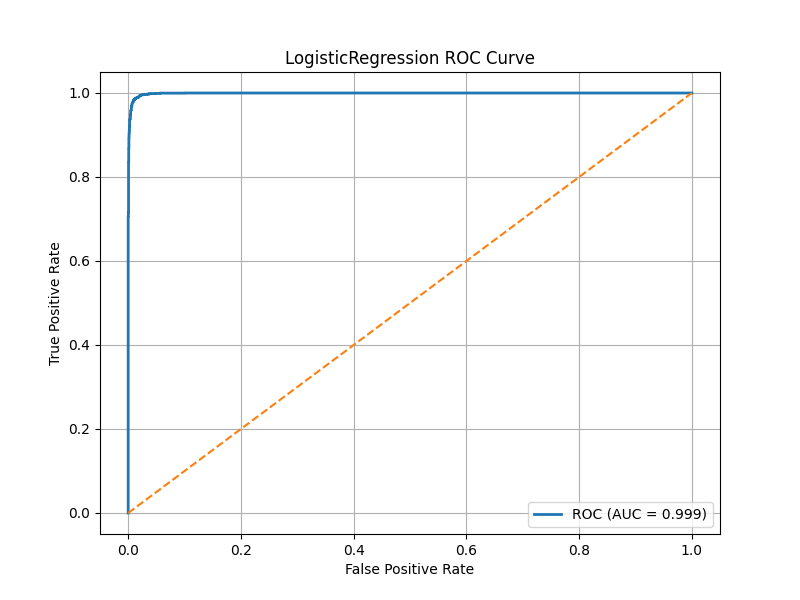 LogisticRegression ROC Curve
True Positive Rate
1.0
0.8
0.6
0.4
0.2
0.0
0.0 0.2 0.4 0.6 0.8 1.0
False Positive Rate
ROC (AUC = 0.999)